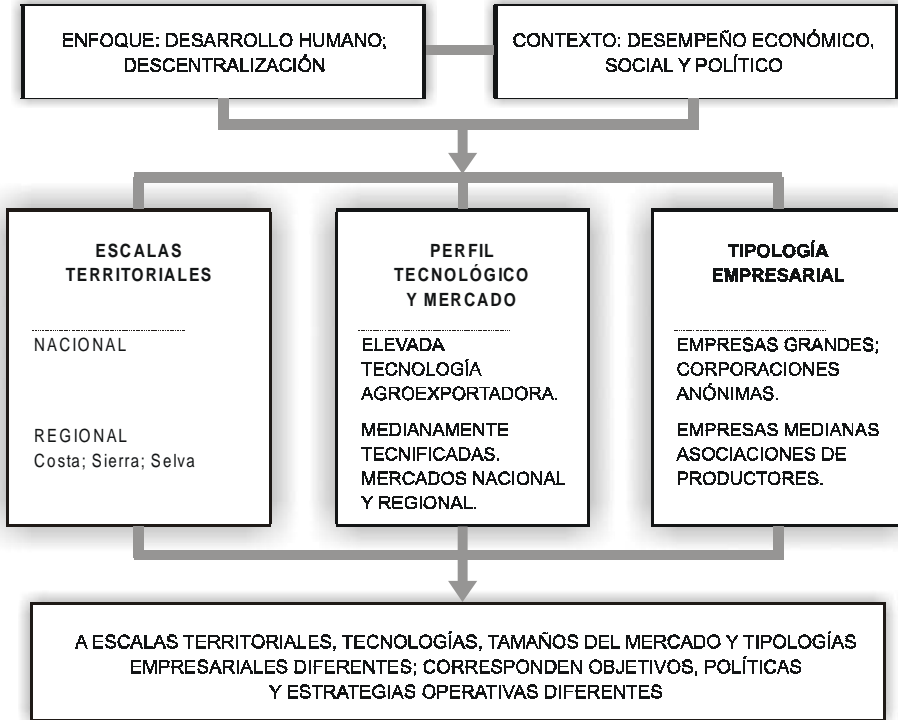 ENFOQUE: DESARROLLO HUMANO;
DESCENTRALIZACIÓN
CONTEXTO: DESEMPEÑO ECONÓMICO,
SOCIAL Y POLÍTICO
ESCALAS
TERRITORIALES
NACIONAL
REGIONAL
Costa; Sierra; Selva
PERFIL
TECNOLÓGICO
Y MERCADO
ELEVADA
TECNOLOGÍA
AGROEXPORTADORA.
MEDIANAMENTE
TECNIFICADAS.
MERCADOS NACIONAL
Y REGIONAL.
TIPOLOGÍA
EMPRESARIAL
EMPRESAS GRANDES;
CORPORACIONES
ANÓNIMAS.
EMPRESAS MEDIANAS
ASOCIACIONES DE
PRODUCTORES.
A ESCALAS TERRITORIALES, TECNOLOGÍAS, TAMAÑOS DEL MERCADO Y TIPOLOGÍAS
EMPRESARIALES DIFERENTES; CORRESPONDEN OBJETIVOS, POLÍTICAS
Y ESTRATEGIAS OPERATIVAS DIFERENTES